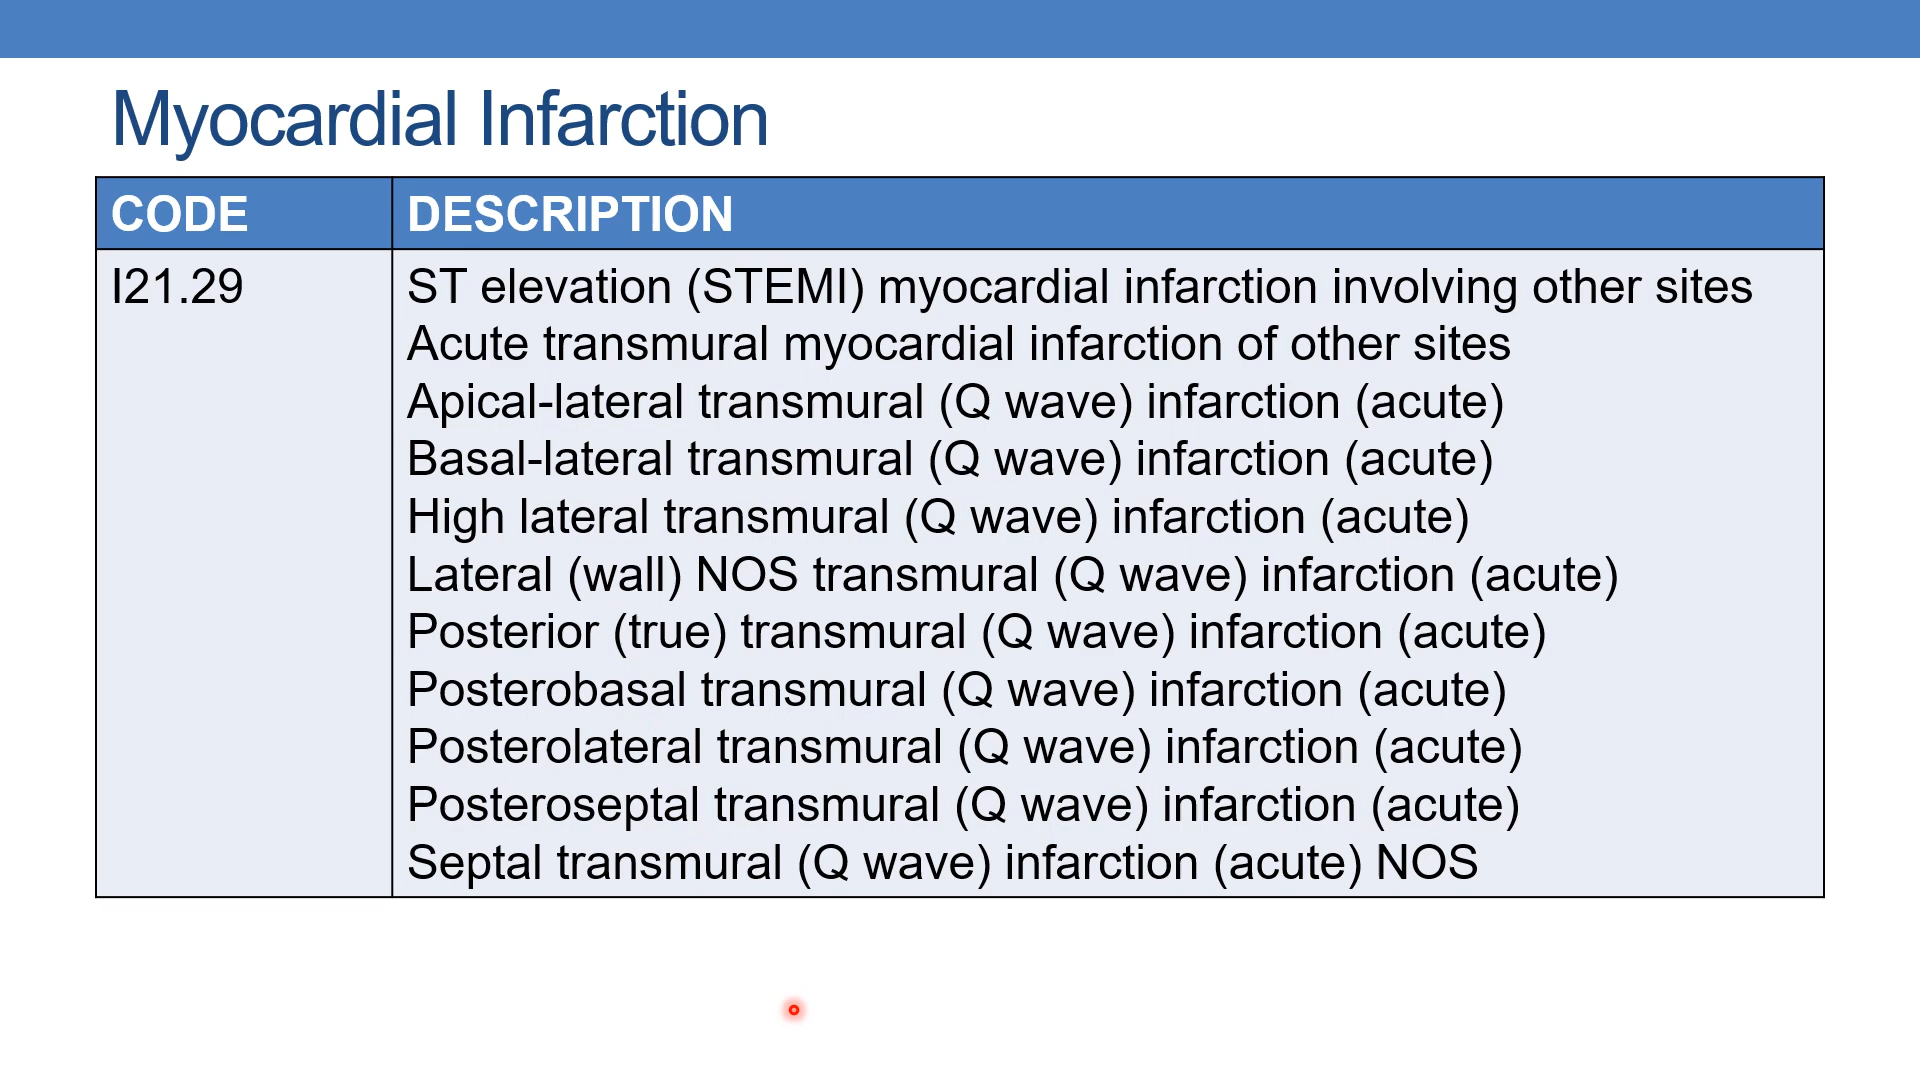 Myocardial Infarction
CODE
DESCRIPTION
I21.29
ST elevation (STEMI) myocardial infarction involving other sites
Acute transmural myocardial infarction of other sites
Apical-lateral transmural (Q wave) infarction (acute)
Basal-lateral transmural (Q wave) infarction (acute)
High lateral transmural (Q wave) infarction (acute)
Lateral (wall) NOS transmural (Q wave) infarction (acute)
Posterior (true) transmural (Q wave) infarction (acute)
Posterobasal transmural (Q wave) infarction (acute)
Posterolateral transmural (Q wave) infarction (acute)
Posteroseptal transmural (Q wave) infarction (acute)
Septal transmural (Q wave) infarction (acute) NOS